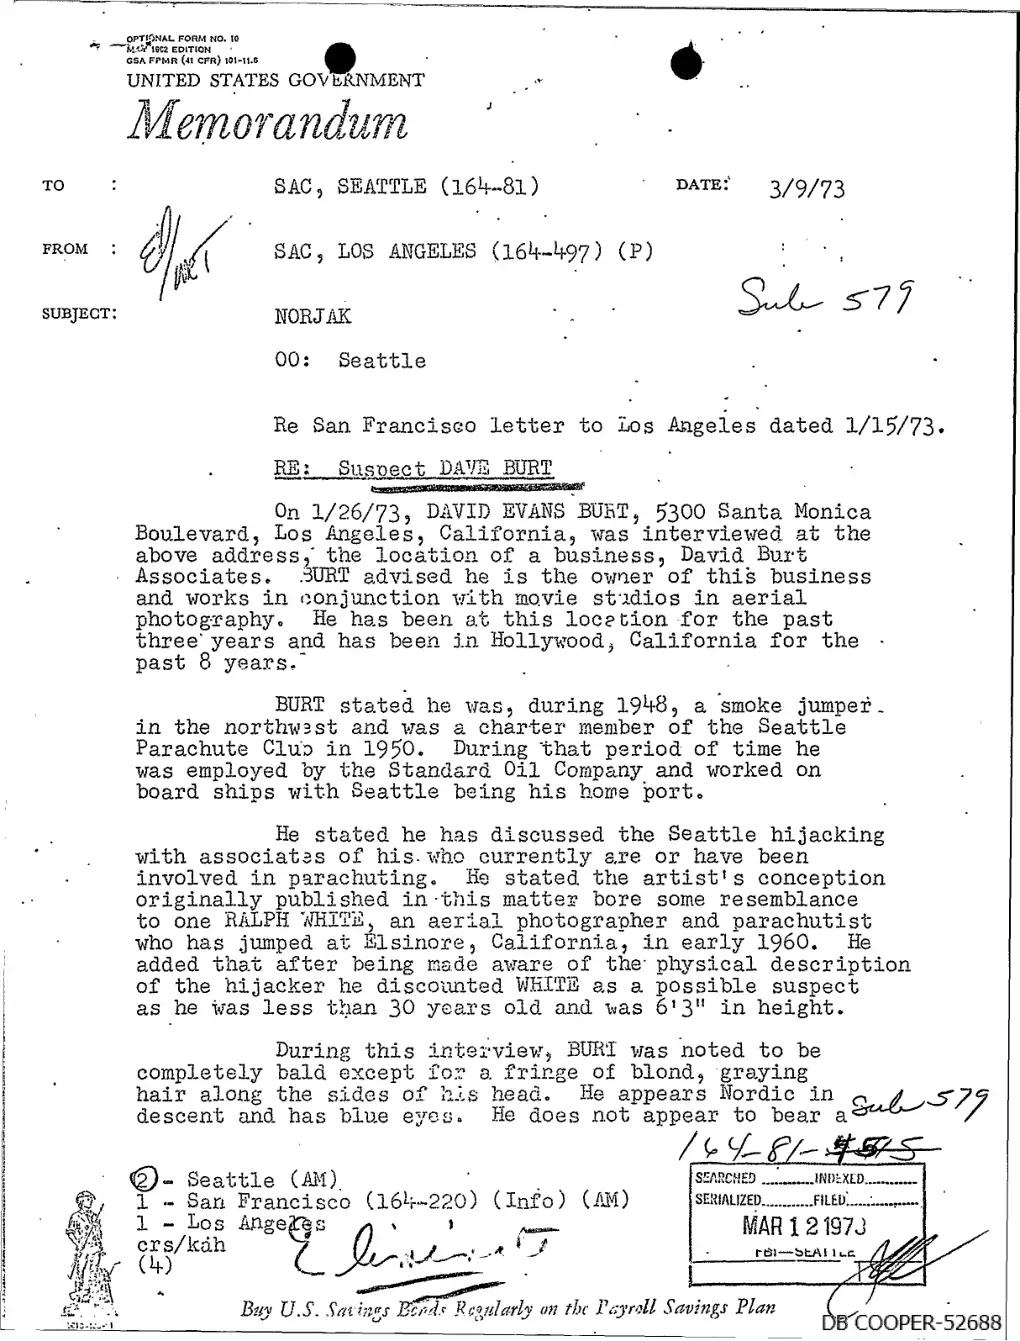 OPTIONAL FORM NO. 10
MAY 1962 EDITION
GSA FPMR (41 CFR) 101-11.6
UNITED STATES GOVERNMENT
Memorandum
TO : SAC, SEATTLE (164-81) DATE: 3/9/73
FROM : SAC, LOS ANGELES (164-497) (P)
Sub 579
SUBJECT: NORJAK
OO: Seattle
Re San Francisco letter to Los Angeles dated 1/15/73.
RE: Suspect DAVE BURT
On 1/26/73, DAVID EVANS BURT, 5300 Santa Monica
Boulevard, Los Angeles, California, was interviewed at the
above address, the location of a business, David Burt
Associates. BURT advised he is the owner of this business
and works in conjunction with movie studios in aerial
photography. He has been at this location for the past
three years and has been in Hollywood, California for the
past 8 years.
BURT stated he was, during 1948, a smoke jumper
in the northwest and was a charter member of the Seattle
Parachute Club in 1950. During that period of time he
was employed by the Standard Oil Company and worked on
board ships with Seattle being his home port.
He stated he has discussed the Seattle hijacking
with associates of his who currently are or have been
involved in parachuting. He stated the artist's conception
originally published in this matter bore some resemblance
to one RALPH WHITE, an aerial photographer and parachutist
who has jumped at Elsinore, California, in early 1960. He
added that after being made aware of the physical description
of the hijacker he discounted WHITE as a possible suspect
as he was less than 30 years old and was 6'3" in height.
During this interview, BURT was noted to be
completely bald except for a fringe of blond, graying
hair along the sides of his head. He appears Nordic in
descent and has blue eyes. He does not appear to bear a
Sub 579
164-81-
2 - Seattle (AM)
1 - San Francisco (164-220) (Info) (AM)
1 - Los Angeles
crs/kah
(4)
SEARCHED INDEXED
SERIALIZED FILED
MAR 12 1973
FBI—SEATTLE
Buy U.S. Savings Bonds Regularly on the Payroll Savings Plan
DB COOPER-52688